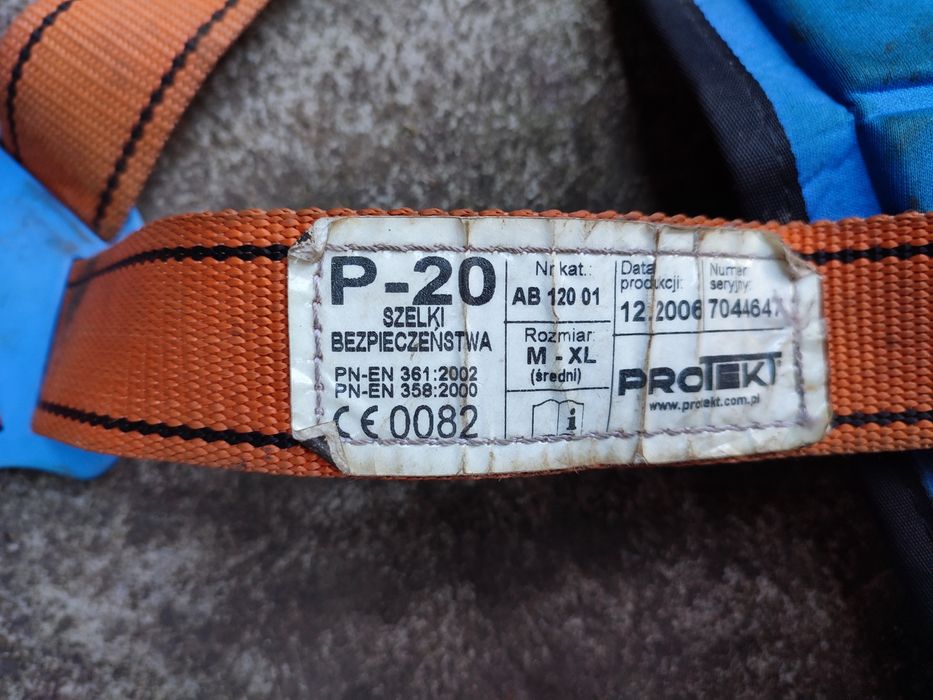 P-20
SZELKI
BEZPIECZEŃSTWA
PN-EN 361:2002
PN-EN 358:2000
CE 0082
Nr kat.:
AB 120 01
Rozmiar:
M - XL
(średni)
i
Data
produkcji:
12.2006
Numer
seryjny:
7044647
PROTEKT
www.protekt.com.pl